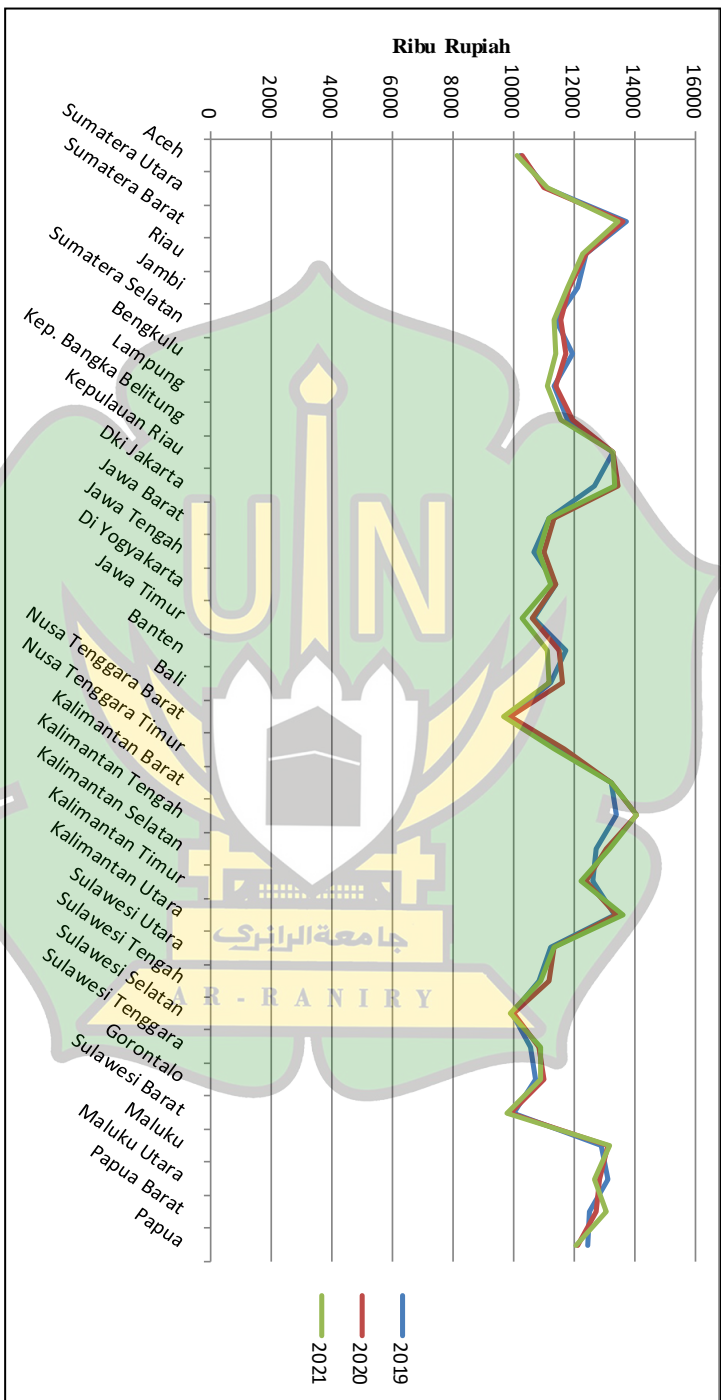 Ribu Rupiah
16000
14000
12000
10000
8000
6000
4000
2000
0
Aceh
Sumatera Utara
Sumatera Barat
Riau
Jambi
Sumatera Selatan
Bengkulu
Lampung
Kep. Bangka Belitung
Kepulauan Riau
Dki Jakarta
Jawa Barat
Jawa Tengah
Di Yogyakarta
Jawa Timur
Banten
Bali
Nusa Tenggara Barat
Nusa Tenggara Timur
Kalimantan Barat
Kalimantan Tengah
Kalimantan Selatan
Kalimantan Timur
Kalimantan Utara
Sulawesi Utara
Sulawesi Tengah
Sulawesi Selatan
Sulawesi Tenggara
Gorontalo
Sulawesi Barat
Maluku
Maluku Utara
Papua Barat
Papua
2019
2020
2021
UIN
جامعة الرانري
AR-RANIRY